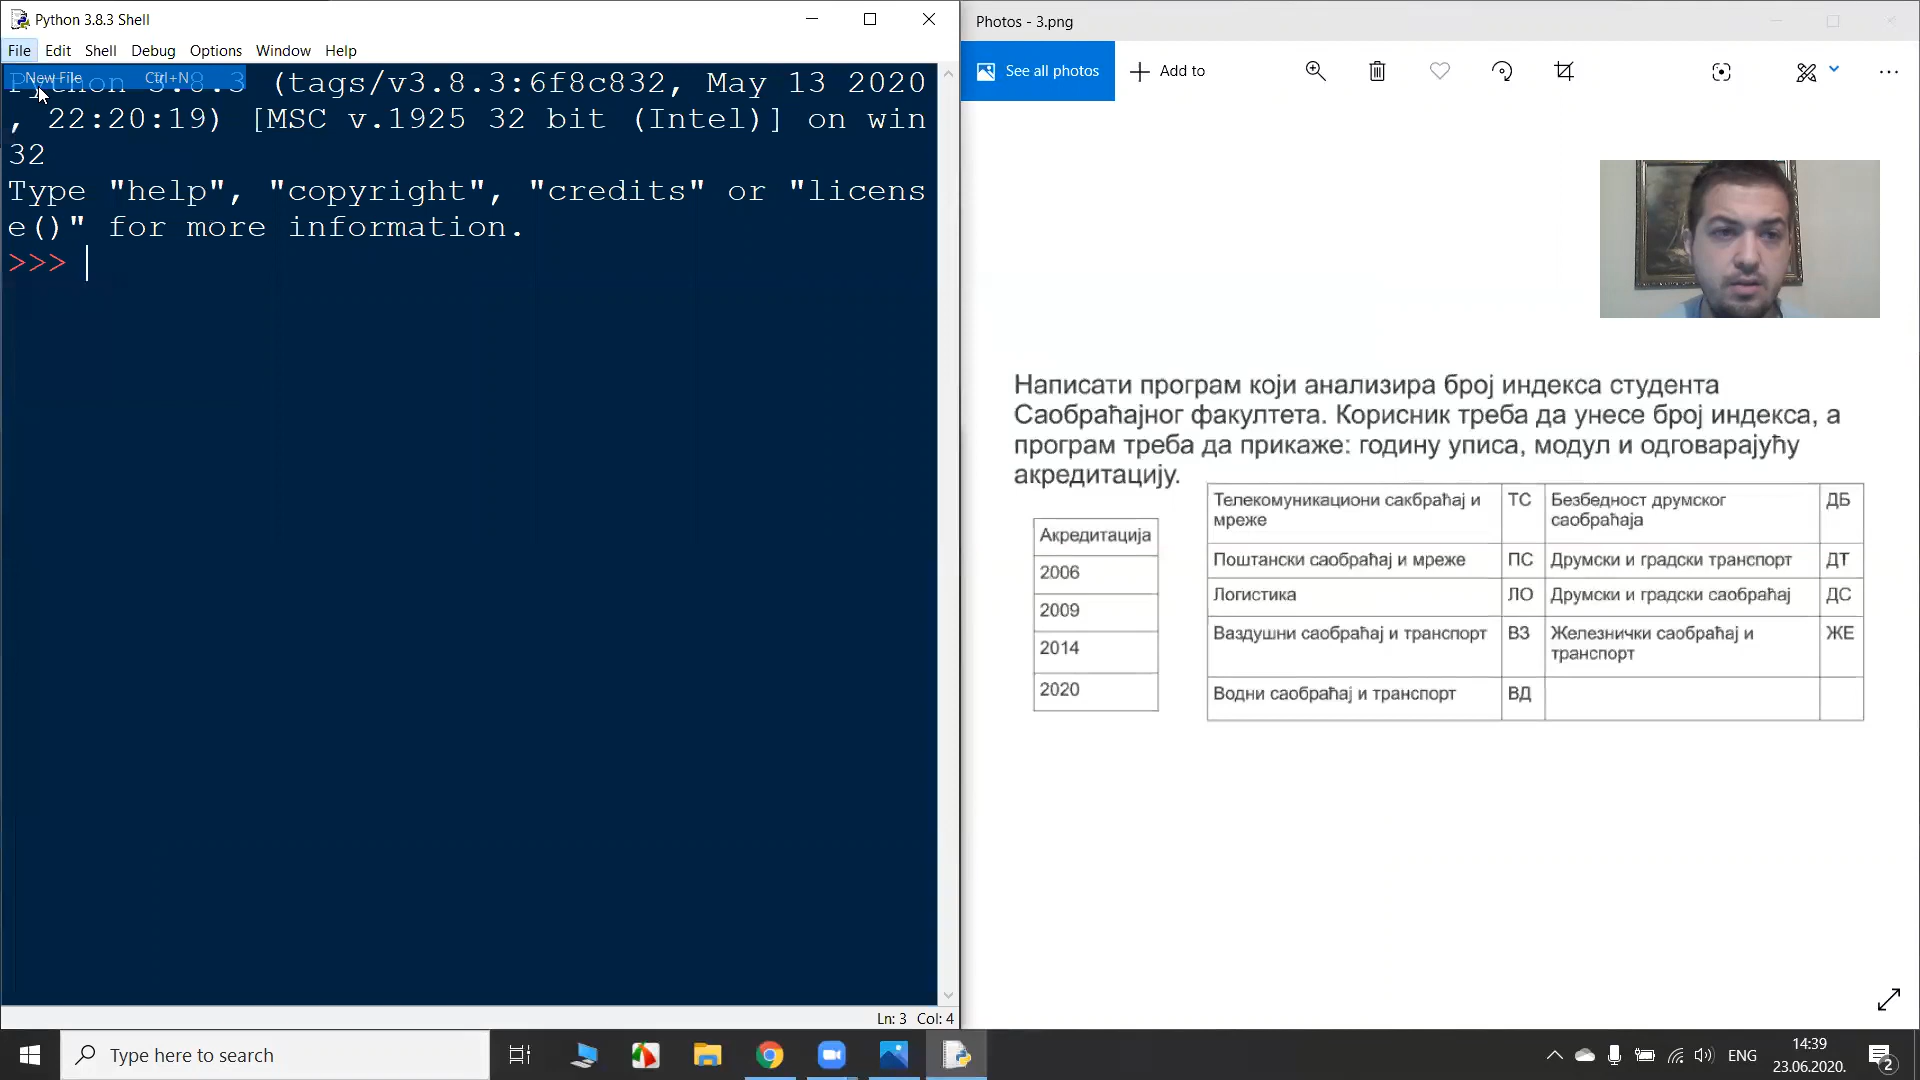 Python 3.8.3 Shell
File Edit Shell Debug Options Window Help
New File Ctrl+N
Python 3.8.3 (tags/v3.8.3:6f8c832, May 13 2020
, 22:20:19) [MSC v.1925 32 bit (Intel)] on win
32
Type "help", "copyright", "credits" or "licens
e()" for more information.
>>>
Ln: 3 Col: 4
Photos - 3.png
See all photos
Add to
Написати програм који анализира број индекса студента
Саобраћајног факултета. Корисник треба да унесе број индекса, а
програм треба да прикаже: годину уписа, модул и одговарајућу
акредитацију.
Акредитација
2006
2009
2014
2020
Телекомуникациони сакбраћај и
мреже
ТС
Безбедност друмског
саобраћаја
ДБ
Поштански саобраћај и мреже
ПС
Друмски и градски транспорт
ДТ
Логистика
ЛО
Друмски и градски саобраћај
ДС
Ваздушни саобраћај и транспорт
ВЗ
Железнички саобраћај и
транспорт
ЖЕ
Водни саобраћај и транспорт
ВД
Type here to search
ENG
14:39
23.06.2020.
2